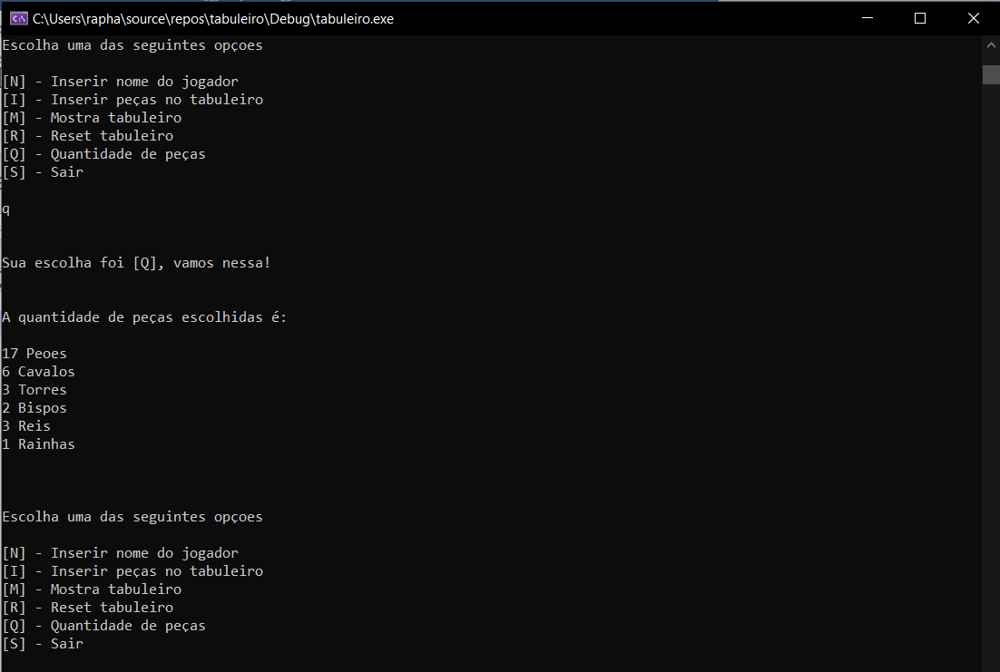 C:\Users\rapha\source\repos\tabuleiro\Debug\tabuleiro.exe
Escolha uma das seguintes opçoes
[N] - Inserir nome do jogador
[I] - Inserir peças no tabuleiro
[M] - Mostra tabuleiro
[R] - Reset tabuleiro
[Q] - Quantidade de peças
[S] - Sair
q
Sua escolha foi [Q], vamos nessa!
A quantidade de peças escolhidas é:
17 Peoes
6 Cavalos
3 Torres
2 Bispos
3 Reis
1 Rainhas
Escolha uma das seguintes opçoes
[N] - Inserir nome do jogador
[I] - Inserir peças no tabuleiro
[M] - Mostra tabuleiro
[R] - Reset tabuleiro
[Q] - Quantidade de peças
[S] - Sair